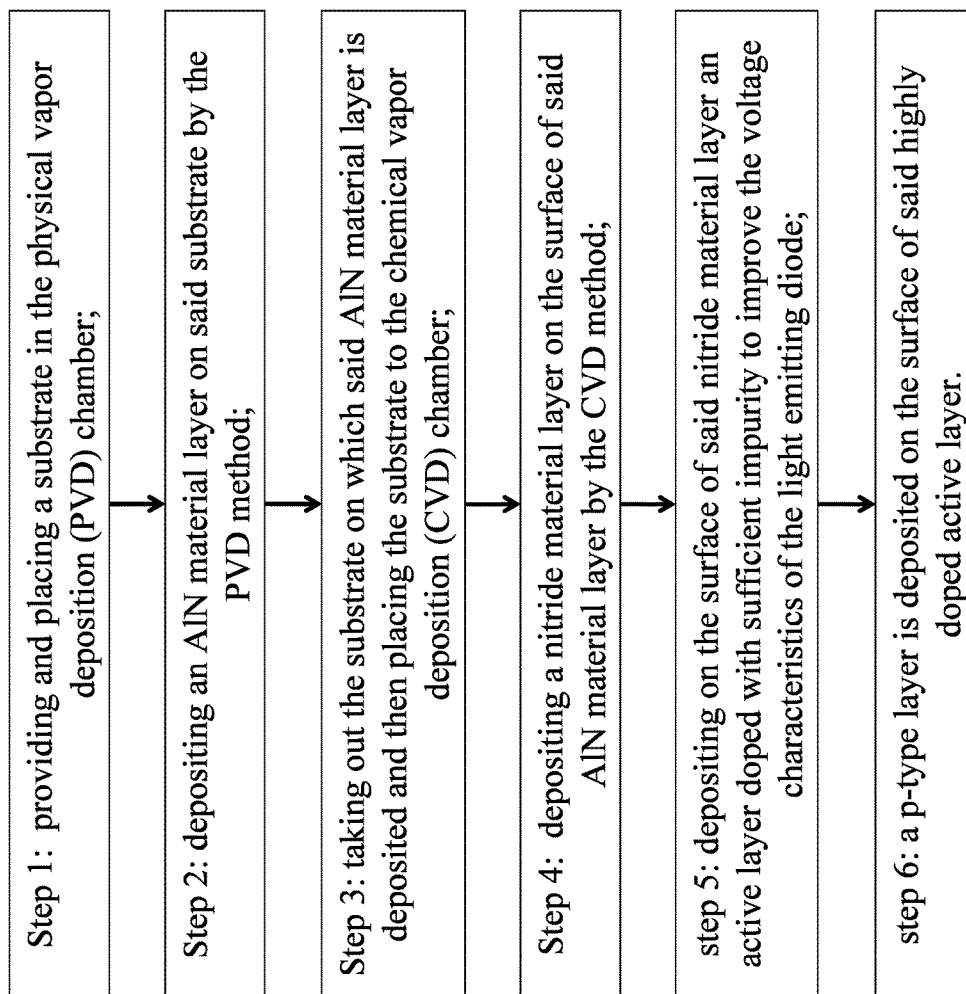 Step 1: providing and placing a substrate in the physical vapor
deposition (PVD) chamber;
Step 2: depositing an AlN material layer on said substrate by the
PVD method;
Step 3: taking out the substrate on which said AlN material layer is
deposited and then placing the substrate to the chemical vapor
deposition (CVD) chamber;
Step 4: depositing a nitride material layer on the surface of said
AlN material layer by the CVD method;
step 5: depositing on the surface of said nitride material layer an
active layer doped with sufficient impurity to improve the voltage
characteristics of the light emitting diode;
step 6: a p-type layer is deposited on the surface of said highly
doped active layer.